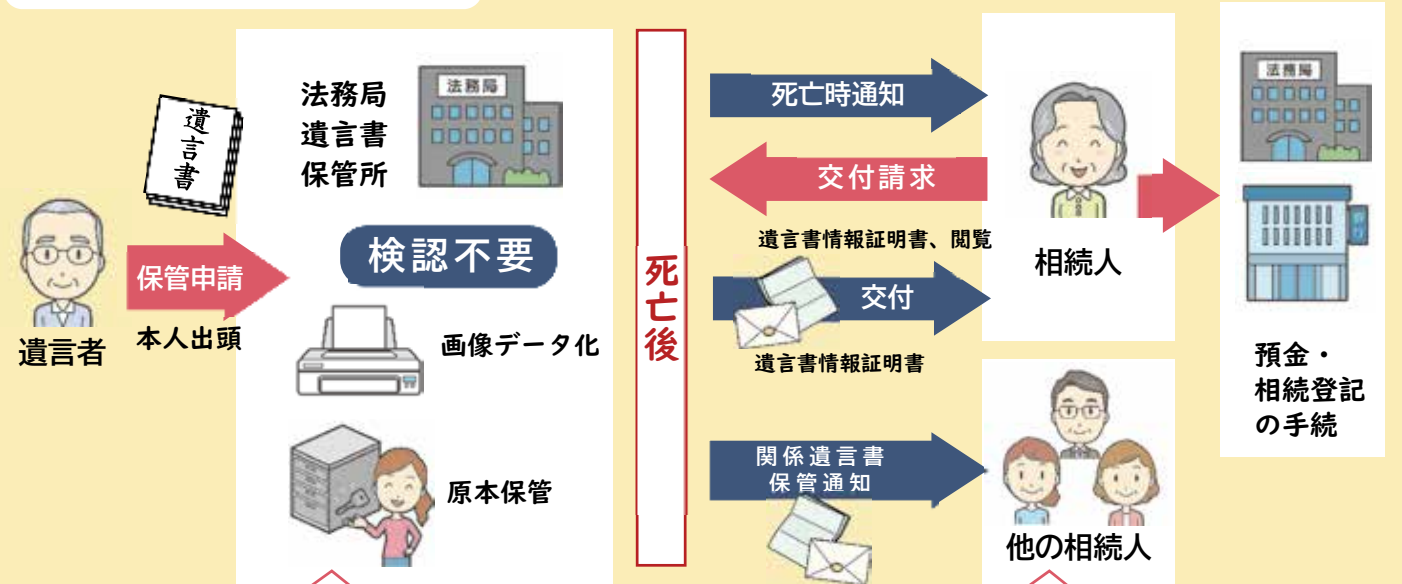 遺言者
遺言書
保管申請
本人出頭
法務局
遺言書
保管所
法務局
検認不要
画像データ化
原本保管
死亡後
死亡時通知
交付請求
遺言書情報証明書、閲覧
交付
遺言書情報証明書
関係遺言書
保管通知
相続人
他の相続人
法務局
預金・
相続登記
の手続